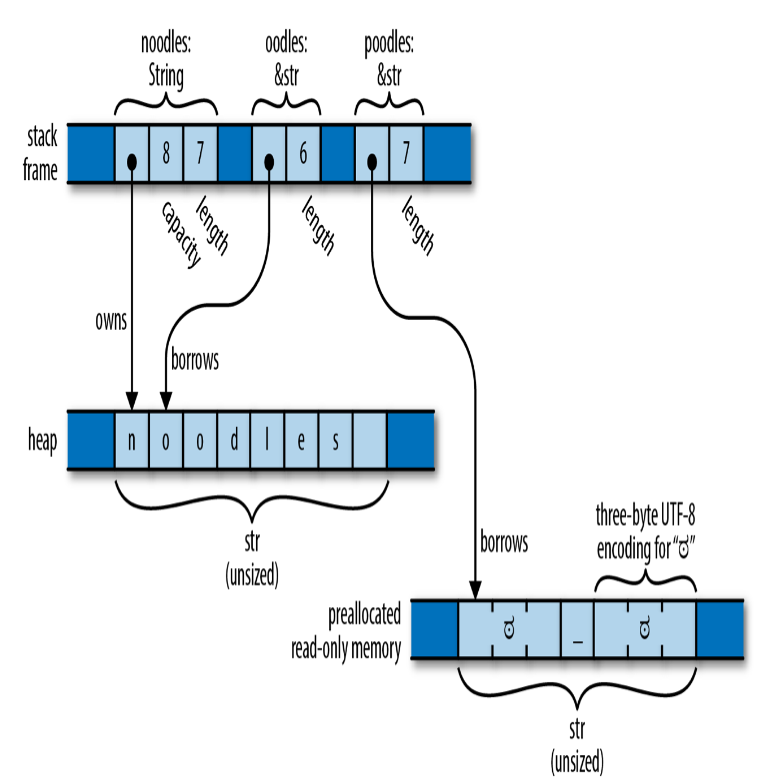 noodles:
String
oodles:
&str
poodles:
&str
stack
frame
8 7
6
7
capacity
length
length
length
owns
borrows
heap
n o o d l e s
str
(unsized)
borrows
three-byte UTF-8
encoding for “ಠ”
preallocated
read-only memory
ಠ _ ಠ
str
(unsized)